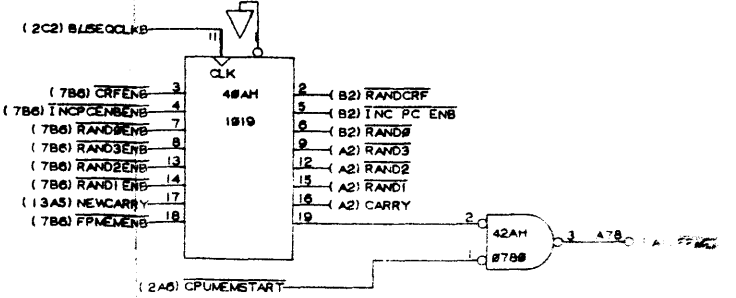 (2C2) BUSEQCLKB 11 1
CLK
(7B6) CRFENB 3 40AH 2 (B2) RANDCRF
(7B6) INCPCENBENB 4 1019 5 (B2) INC PC ENB
(7B6) RAND0ENB 7 6 (B2) RAND0
(7B6) RAND3ENB 8 9 (A2) RAND3
(7B6) RAND2ENB 13 12 (A2) RAND2
(7B6) RAND1ENB 14 15 (A2) RAND1
(13A5) NEWCARRY 17 16 (A2) CARRY
(7B6) FPMEMENB 18 19 2
42AH 3 A78
1 0780
(2A6) CPUMEMSTART